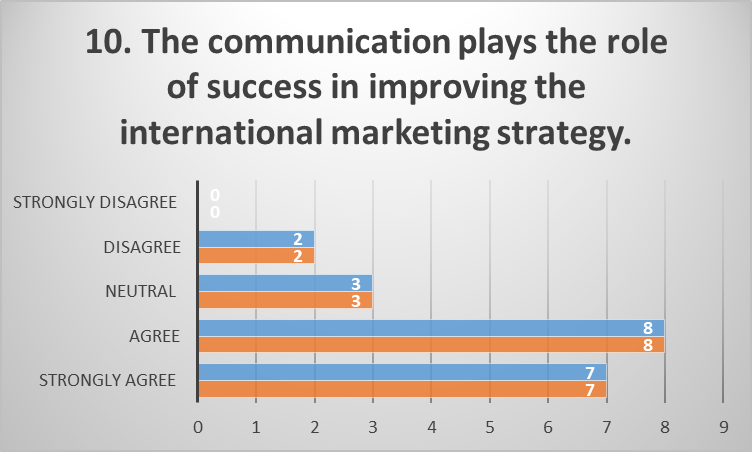 10. The communication plays the role
of success in improving the
international marketing strategy.
STRONGLY DISAGREE
0
0
DISAGREE
2
2
NEUTRAL
3
3
AGREE
8
8
STRONGLY AGREE
7
7
0 1 2 3 4 5 6 7 8 9